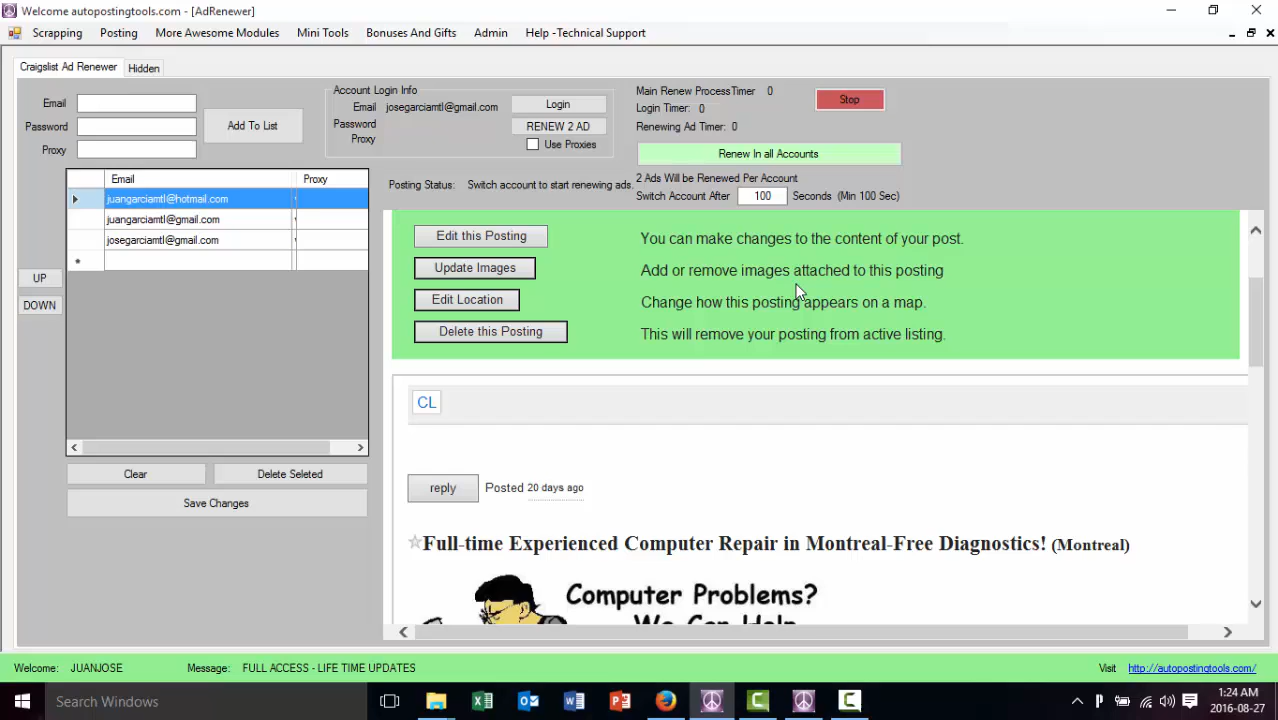 Welcome autopostingtools.com - [AdRenewer]
Scrapping Posting More Awesome Modules Mini Tools Bonuses And Gifts Admin Help -Technical Support
Craigslist Ad Renewer Hidden
Email
Password
Proxy
Add To List
Account Login Info
Email josegarciamtl@gmail.com
Password
Proxy
Login
RENEW 2 AD
Use Proxies
Main Renew ProcessTimer 0
Login Timer: 0
Renewing Ad Timer: 0
Stop
Renew In all Accounts
Posting Status: Switch account to start renewing ads.
2 Ads Will be Renewed Per Account
Switch Account After 100 Seconds (Min 100 Sec)
Email Proxy
juangarciamtl@hotmail.com
juangarciamtl@gmail.com
josegarciamtl@gmail.com
UP
DOWN
Clear Delete Seleted
Save Changes
Edit this Posting You can make changes to the content of your post.
Update Images Add or remove images attached to this posting
Edit Location Change how this posting appears on a map.
Delete this Posting This will remove your posting from active listing.
CL
reply Posted 20 days ago
Full-time Experienced Computer Repair in Montreal-Free Diagnostics! (Montreal)
Computer Problems?
We Can Help
Welcome: JUANJOSE Message: FULL ACCESS - LIFE TIME UPDATES Visit http://autopostingtools.com/
Search Windows
1:24 AM
2016-08-27